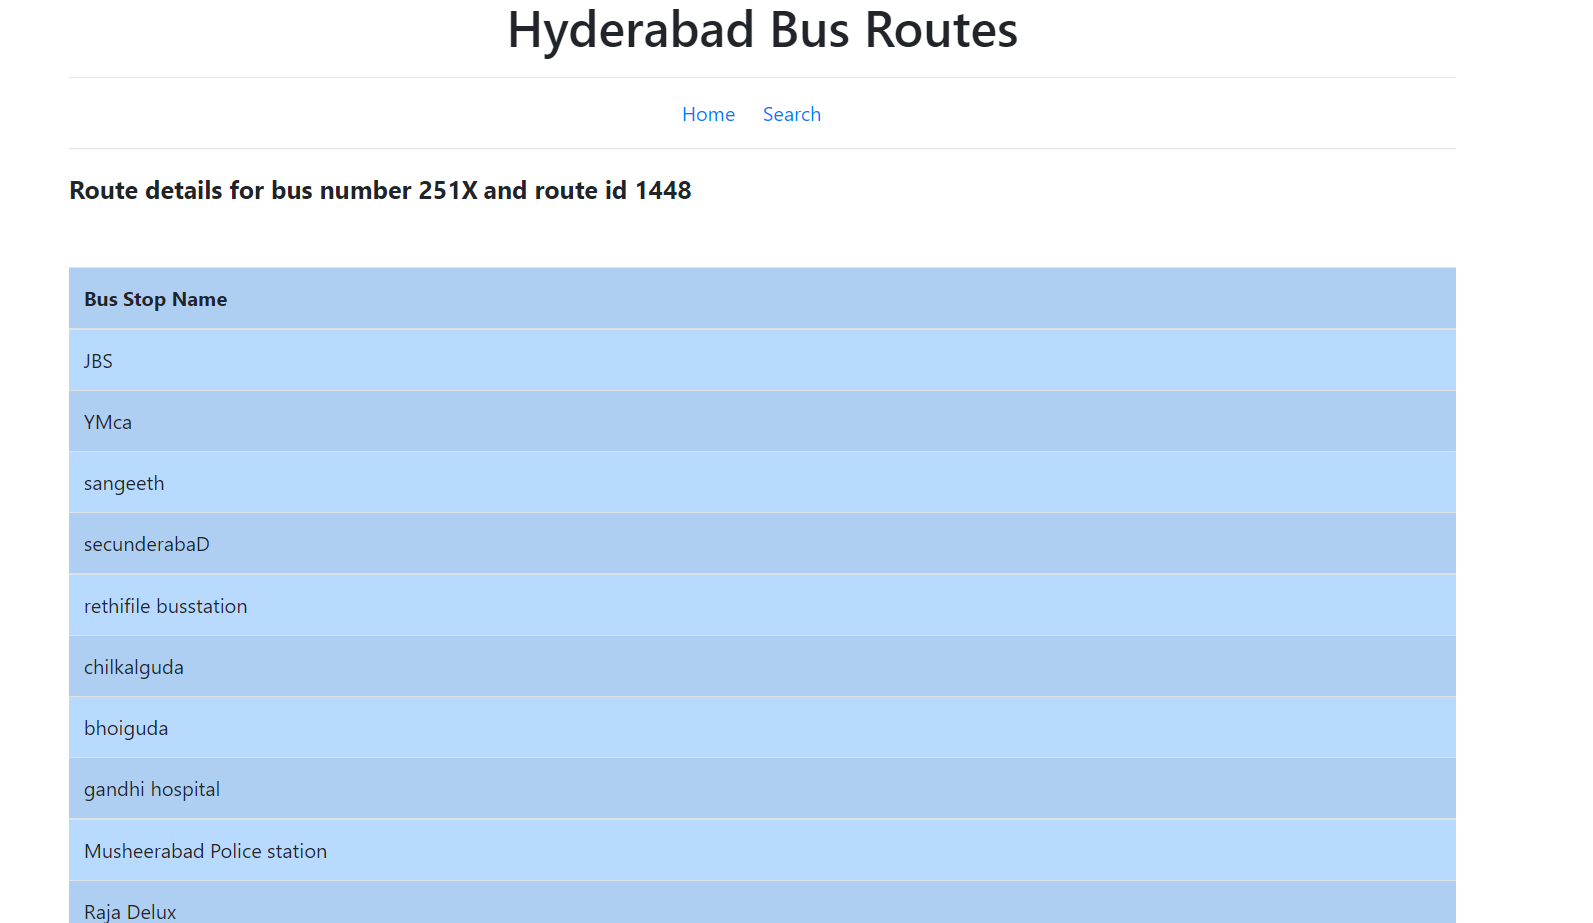 Hyderabad Bus Routes
Home Search
Route details for bus number 251X and route id 1448
Bus Stop Name
JBS
YMca
sangeeth
secunderabaD
rethifile busstation
chilkalguda
bhoiguda
gandhi hospital
Musheerabad Police station
Raja Delux